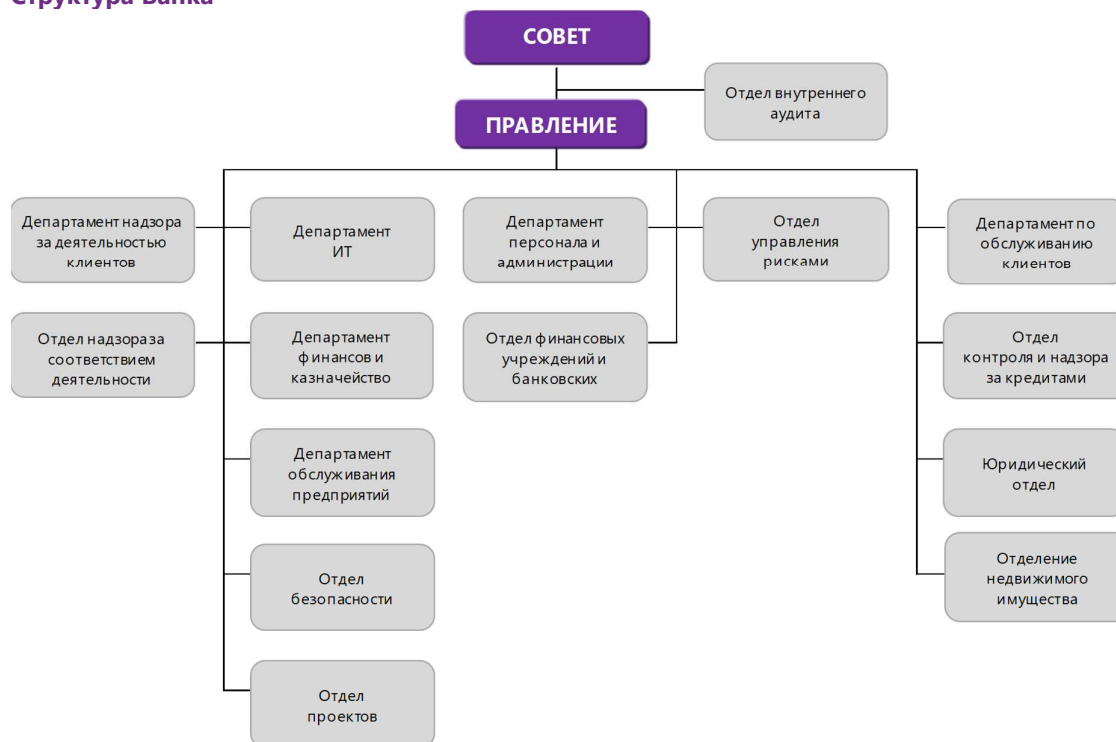 Структура Банка
СОВЕТ
Отдел внутреннего
аудита
ПРАВЛЕНИЕ
Департамент надзора
за деятельностью
клиентов
Департамент
ИТ
Департамент
персонала и
администрации
Отдел
управления
рисками
Департамент по
обслуживанию
клиентов
Отдел надзора за
соответствием
деятельности
Департамент
финансов и
казначейство
Отдел финансовых
учреждений и
банковских
Отдел
контроля и надзора
за кредитами
Департамент
обслуживания
предприятий
Юридический
отдел
Отдел
безопасности
Отделение
недвижимого
имущества
Отдел
проектов